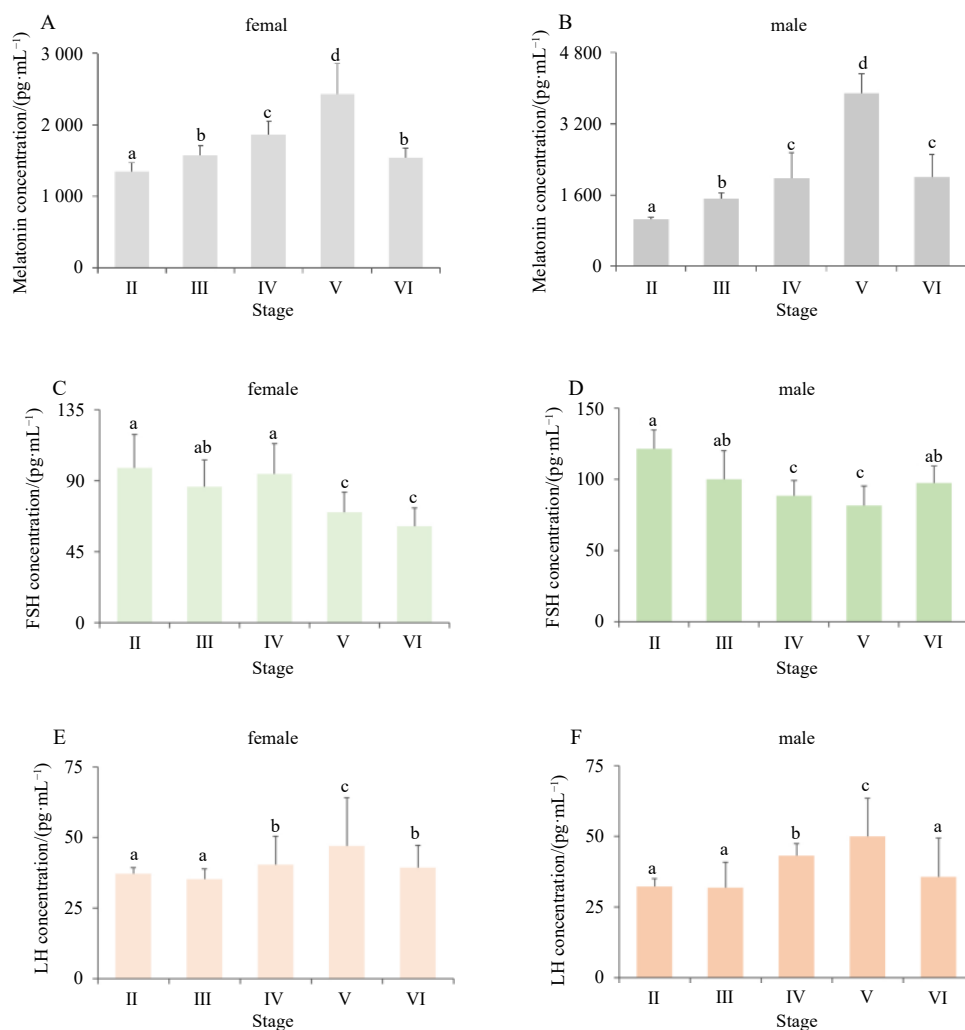 A
femal
Melatonin concentration/(pg·mL⁻¹)
3 000
2 000
1 000
0
a
b
c
d
b
II III IV V VI
Stage
B
male
Melatonin concentration/(pg·mL⁻¹)
4 800
3 200
1 600
0
a
b
c
d
c
II III IV V VI
Stage
C
female
FSH concentration/(pg·mL⁻¹)
135
90
45
0
a
ab
a
c
c
II III IV V VI
Stage
D
male
FSH concentration/(pg·mL⁻¹)
150
100
50
0
a
ab
c
c
ab
II III IV V VI
Stage
E
female
LH concentration/(pg·mL⁻¹)
75
50
25
0
a
a
b
c
b
II III IV V VI
Stage
F
male
LH concentration/(pg·mL⁻¹)
75
50
25
0
a
a
b
c
a
II III IV V VI
Stage